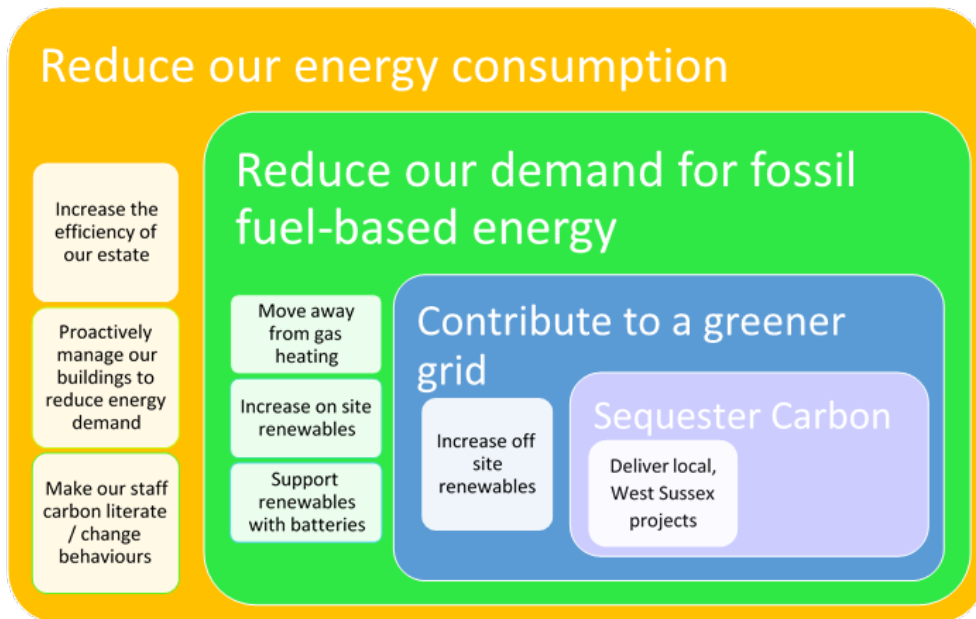 Reduce our energy consumption
Increase the
efficiency of
our estate
Proactively
manage our
buildings to
reduce energy
demand
Make our staff
carbon literate
/ change
behaviours
Reduce our demand for fossil
fuel-based energy
Move away
from gas
heating
Increase on site
renewables
Support
renewables
with batteries
Contribute to a greener
grid
Increase off
site
renewables
Sequester Carbon
Deliver local,
West Sussex
projects